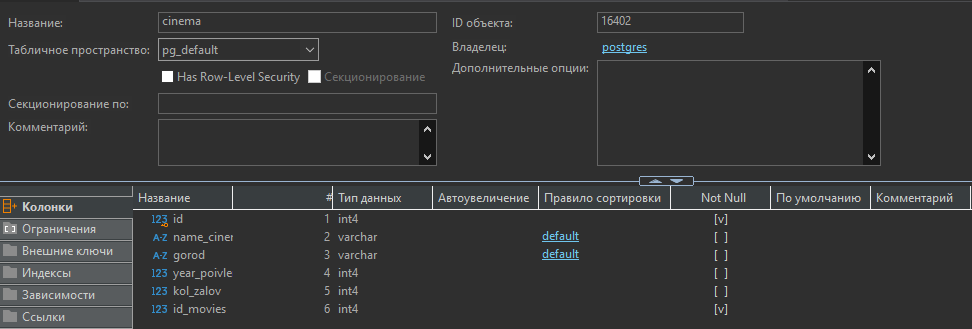 Название: cinema ID объекта: 16402
Табличное пространство: pg_default Владелец: postgres
Has Row-Level Security Секционирование Дополнительные опции:
Секционирование по:
Комментарий:
Колонки
Ограничения
Внешние ключи
Индексы
Зависимости
Ссылки
Название # Тип данных Автоувеличение Правило сортировки Not Null По умолчанию Комментарий
123 id 1 int4 [v]
A-Z name_ciner 2 varchar default [ ]
A-Z gorod 3 varchar default [ ]
123 year_poivle 4 int4 [ ]
123 kol_zalov 5 int4 [ ]
123 id_movies 6 int4 [v]